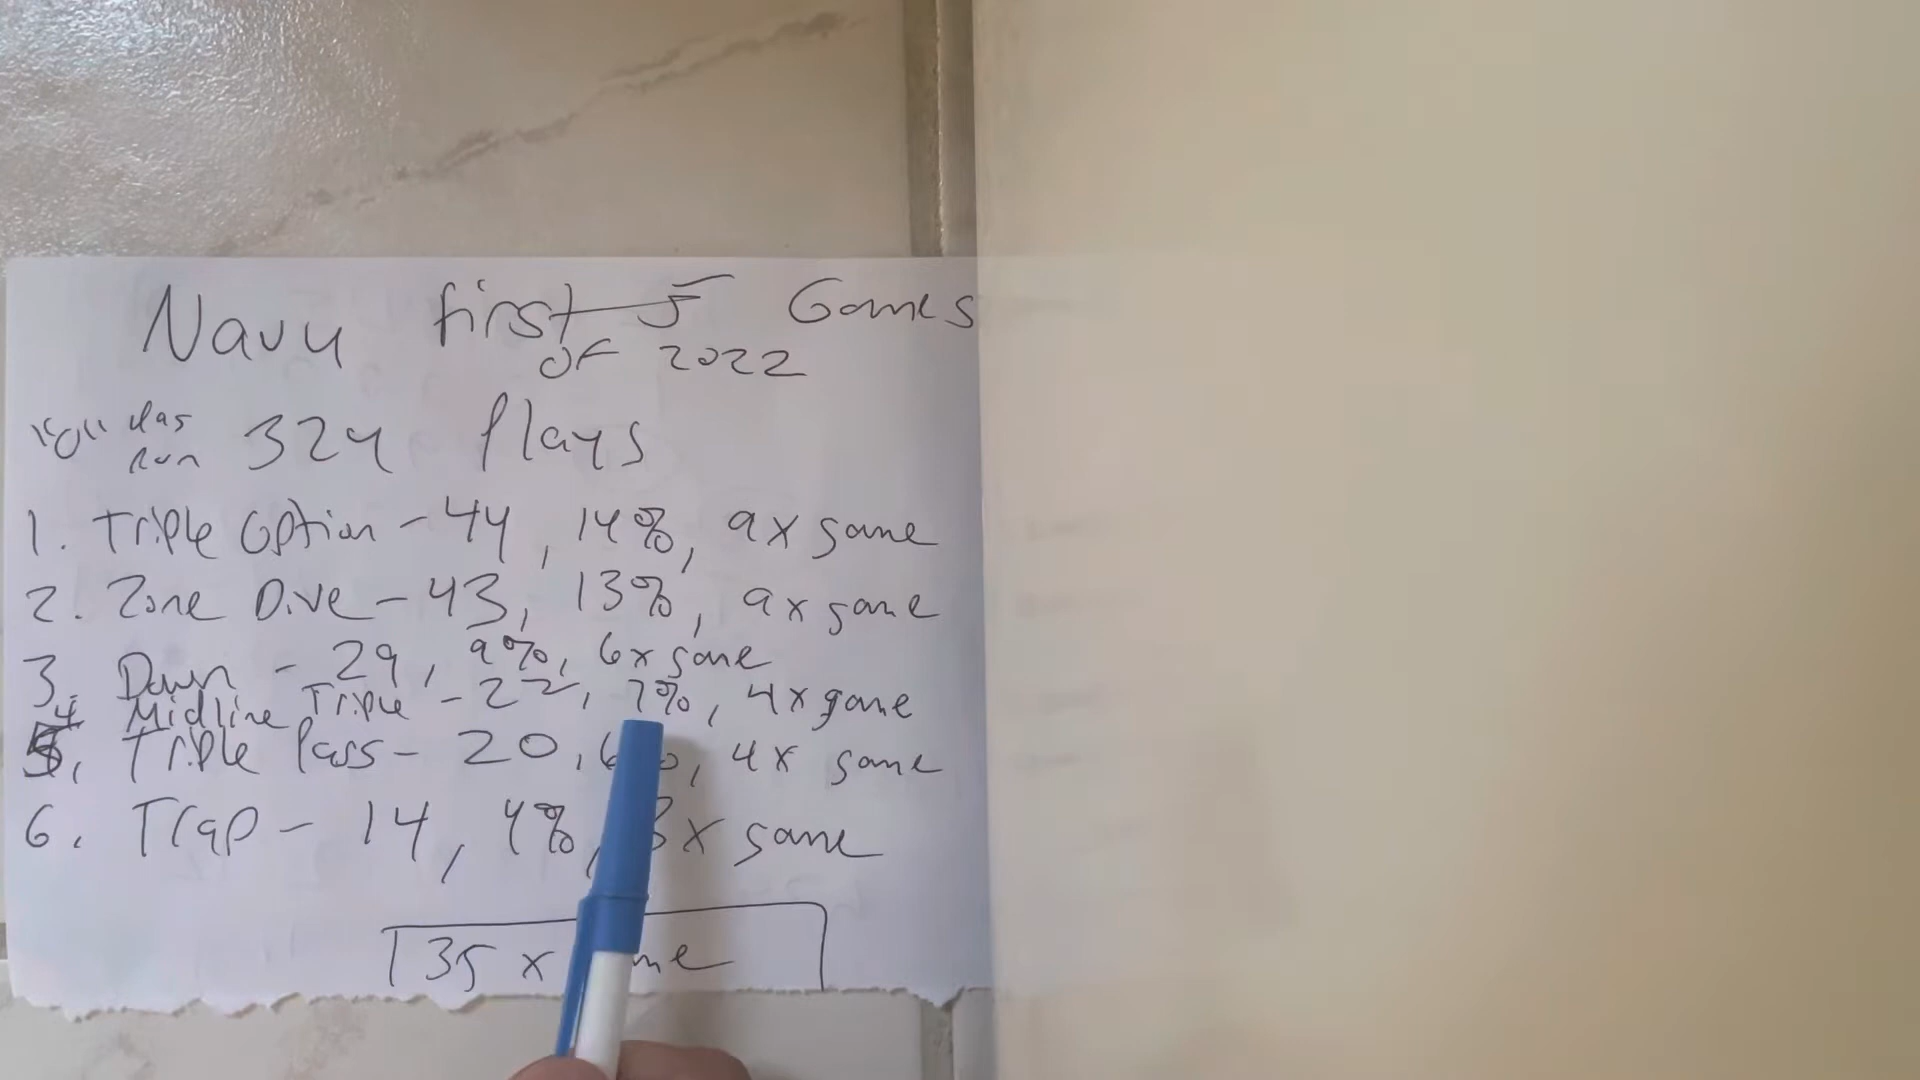 Navy first 5 Games
of 2022
"O" has
run 324 Plays
1. Triple Option - 44, 14%, 9x game
2. Zone Dive - 43, 13%, 9x game
3. Down - 29, 9%, 6x game
4. Midline Triple - 22, 7%, 4x game
5. Triple Pass - 20, 4x game
6. Trap - 14, 4%, 3x game
35 x